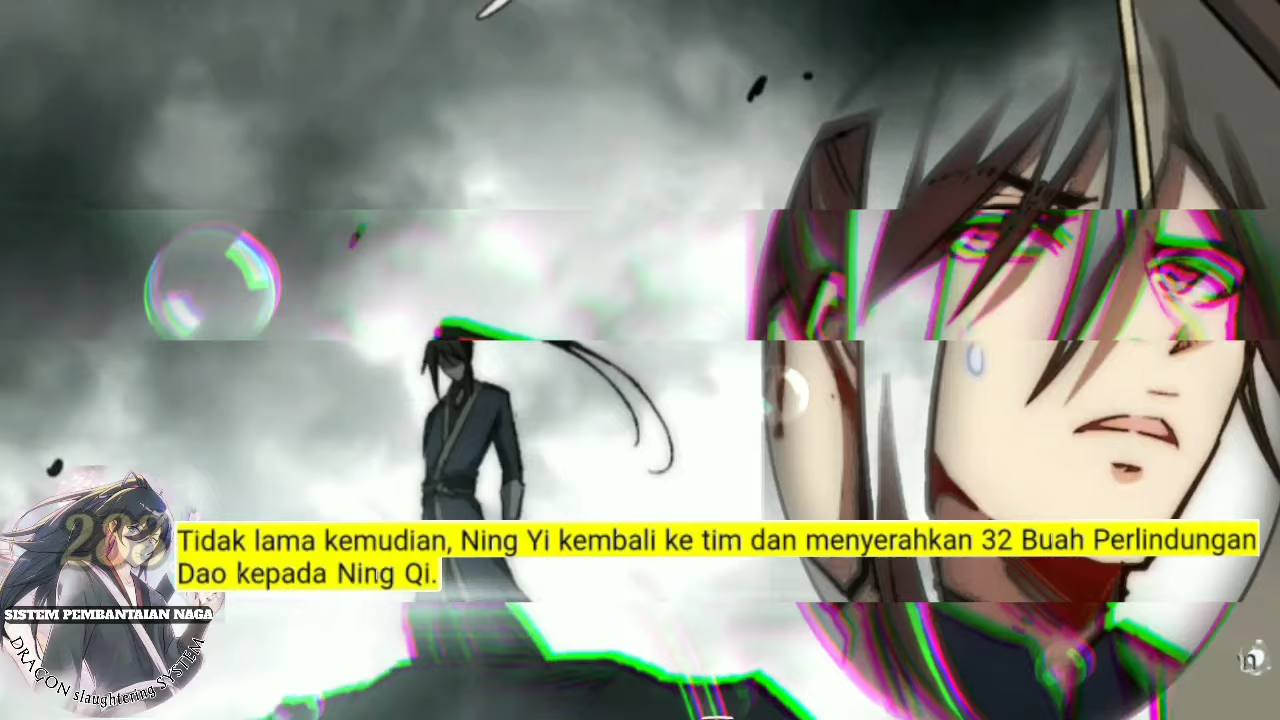 Tidak lama kemudian, Ning Yi kembali ke tim dan menyerahkan 32 Buah Perlindungan
Dao kepada Ning Qi.
SISTEM PEMBANTAIAN NAGA
DRAGON slaughtering SYSTEM
n